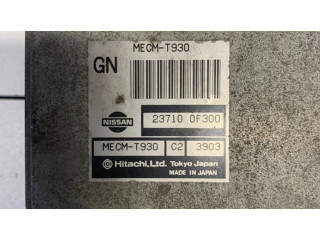 MECM-T930
GN
NISSAN
23710 0F300
MECM-T930 C2 3903
Hitachi, Ltd. Tokyo Japan
MADE IN JAPAN